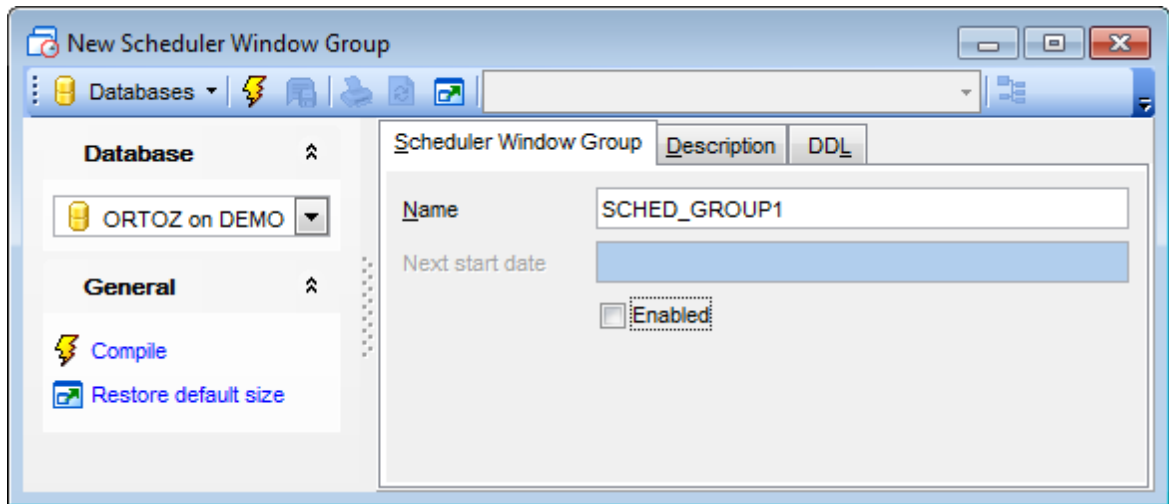 New Scheduler Window Group
Databases
Database
ORTOZ on DEMO
General
Compile
Restore default size
Scheduler Window Group
Description
DDL
Name
SCHED_GROUP1
Next start date
Enabled